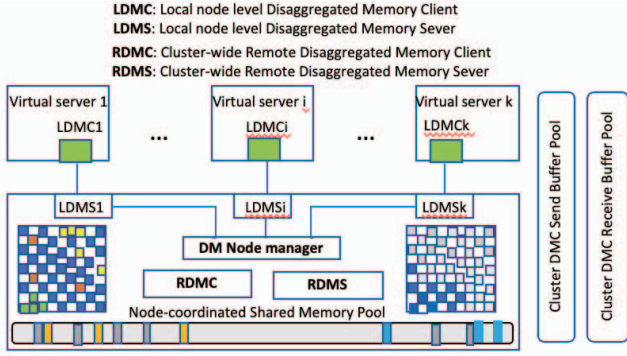 LDMC: Local node level Disaggregated Memory Client
LDMS: Local node level Disaggregated Memory Sever
RDMC: Cluster-wide Remote Disaggregated Memory Client
RDMS: Cluster-wide Remote Disaggregated Memory Sever
Virtual server 1
LDMC1
...
Virtual server i
LDMCi
...
Virtual server k
LDMCk
LDMS1
LDMSi
LDMSk
DM Node manager
RDMC
RDMS
Node-coordinated Shared Memory Pool
Cluster DMC Send Buffer Pool
Cluster DMC Receive Buffer Pool